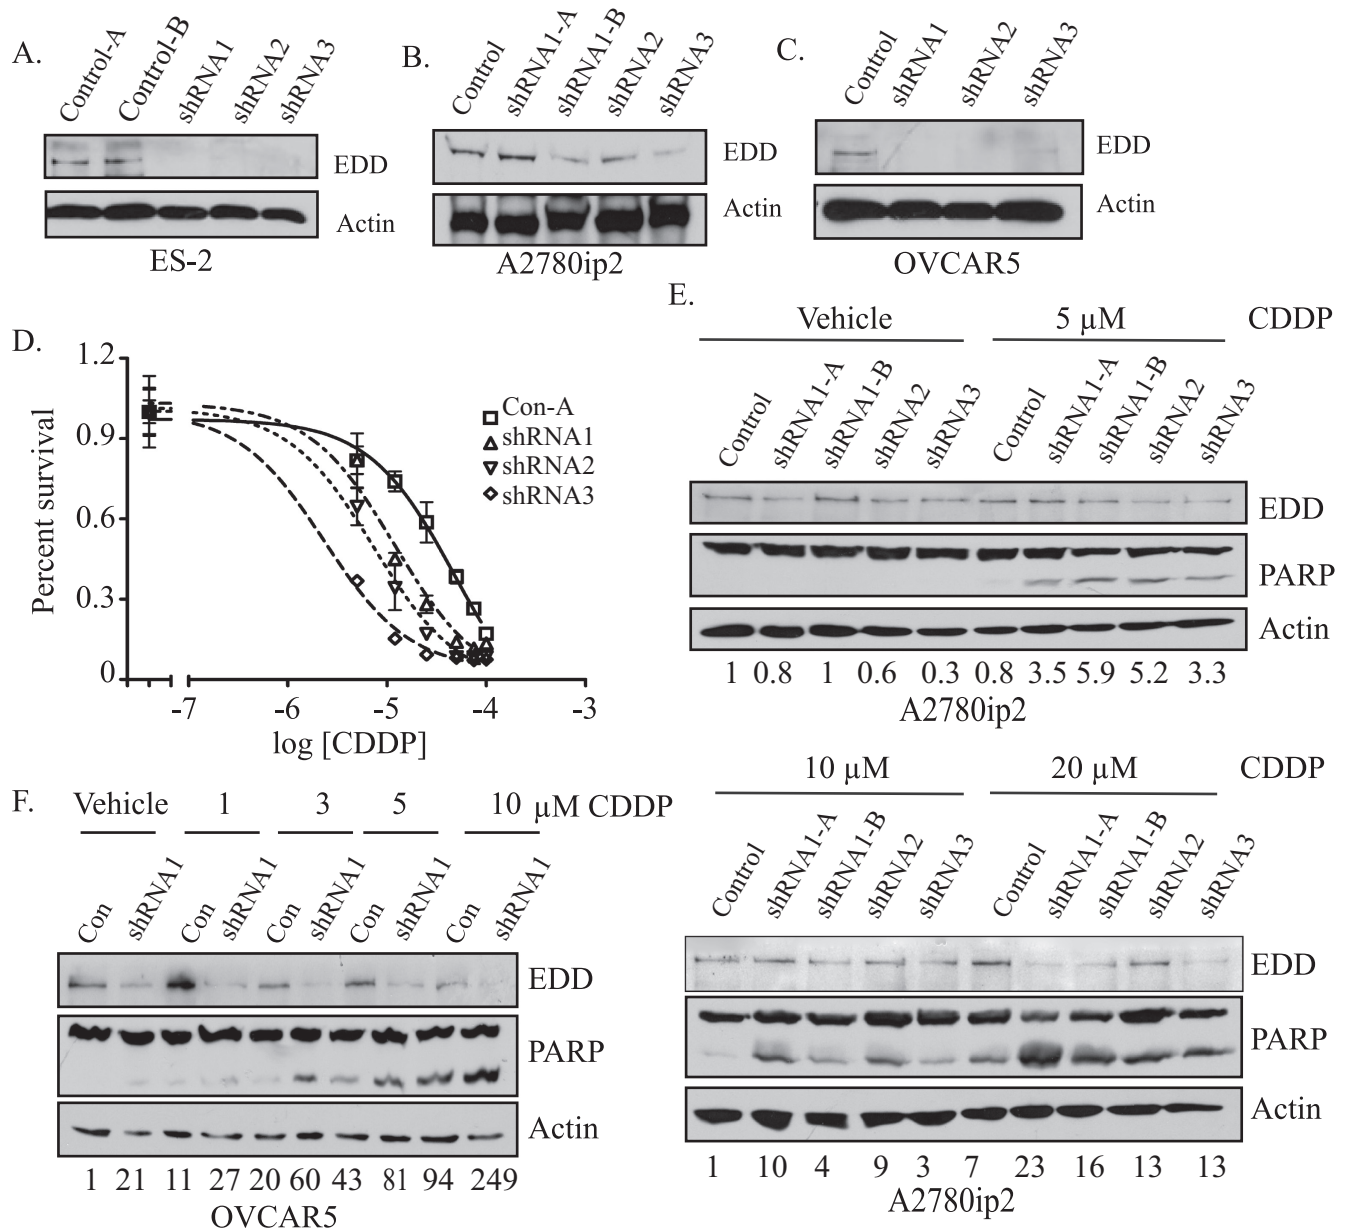 A.
Control-A Control-B shRNA1 shRNA2 shRNA3
EDD
Actin
ES-2
B.
Control shRNA1-A shRNA1-B shRNA2 shRNA3
EDD
Actin
A2780ip2
C.
Control shRNA1 shRNA2 shRNA3
EDD
Actin
OVCAR5
D.
Percent survival
1.2
0.9
0.6
0.3
0
Con-A
shRNA1
shRNA2
shRNA3
-7 -6 -5 -4 -3
log [CDDP]
E.
Vehicle 5 µM CDDP
Control shRNA1-A shRNA1-B shRNA2 shRNA3 Control shRNA1-A shRNA1-B shRNA2 shRNA3
EDD
PARP
Actin
1 0.8 1 0.6 0.3 0.8 3.5 5.9 5.2 3.3
A2780ip2
10 µM 20 µM CDDP
Control shRNA1-A shRNA1-B shRNA2 shRNA3 Control shRNA1-A shRNA1-B shRNA2 shRNA3
EDD
PARP
Actin
1 10 4 9 3 7 23 16 13 13
A2780ip2
F.
Vehicle 1 3 5 10 µM CDDP
Con shRNA1 Con shRNA1 Con shRNA1 Con shRNA1 Con shRNA1
EDD
PARP
Actin
1 21 11 27 20 60 43 81 94 249
OVCAR5